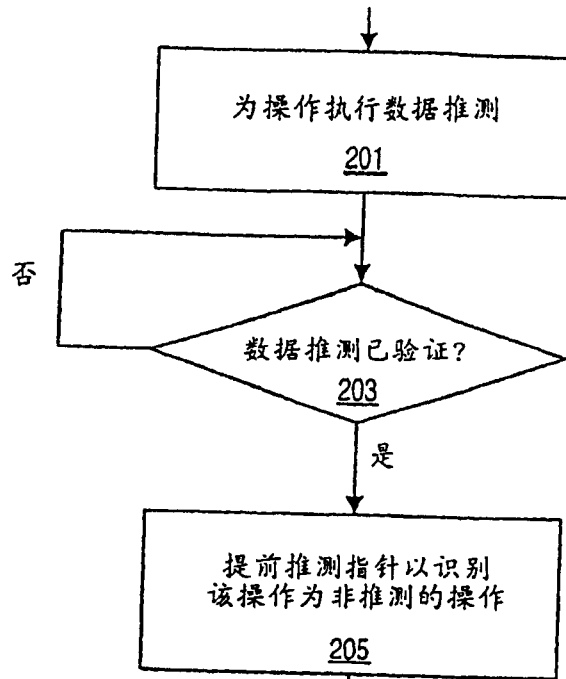 为操作执行数据推测
201
否
数据推测已验证?
203
是
提前推测指针以识别
该操作为非推测的操作
205